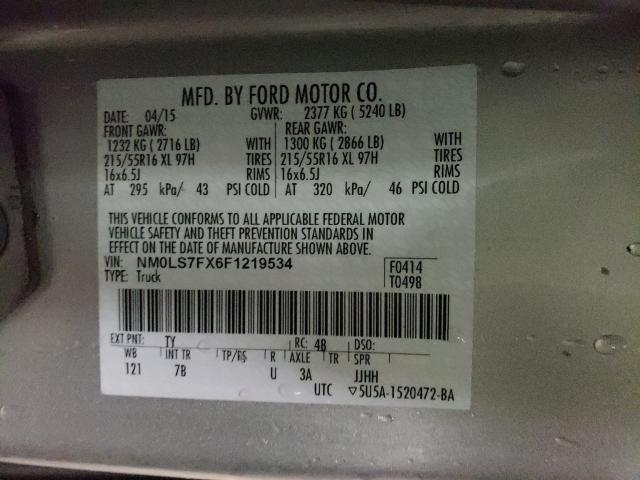 MFD. BY FORD MOTOR CO.
DATE: 04/15 GVWR: 2377 KG ( 5240 LB)
FRONT GAWR: REAR GAWR:
1232 KG ( 2716 LB) WITH 1300 KG ( 2866 LB) WITH
215/55R16 XL 97H TIRES 215/55R16 XL 97H TIRES
16x6.5J RIMS 16x6.5J RIMS
AT 295 kPa/ 43 PSI COLD AT 320 kPa/ 46 PSI COLD
THIS VEHICLE CONFORMS TO ALL APPLICABLE FEDERAL MOTOR
VEHICLE SAFETY AND THEFT PREVENTION STANDARDS IN
EFFECT ON THE DATE OF MANUFACTURE SHOWN ABOVE.
VIN: NM0LS7FX6F1219534 F0414
TYPE: Truck T0498
EXT PNT: TY RC: 48 DSO:
WB INT TR TP/PS R AXLE TR SPR
121 7B U 3A JJHH
UTC ▽5U5A-1520472-BA